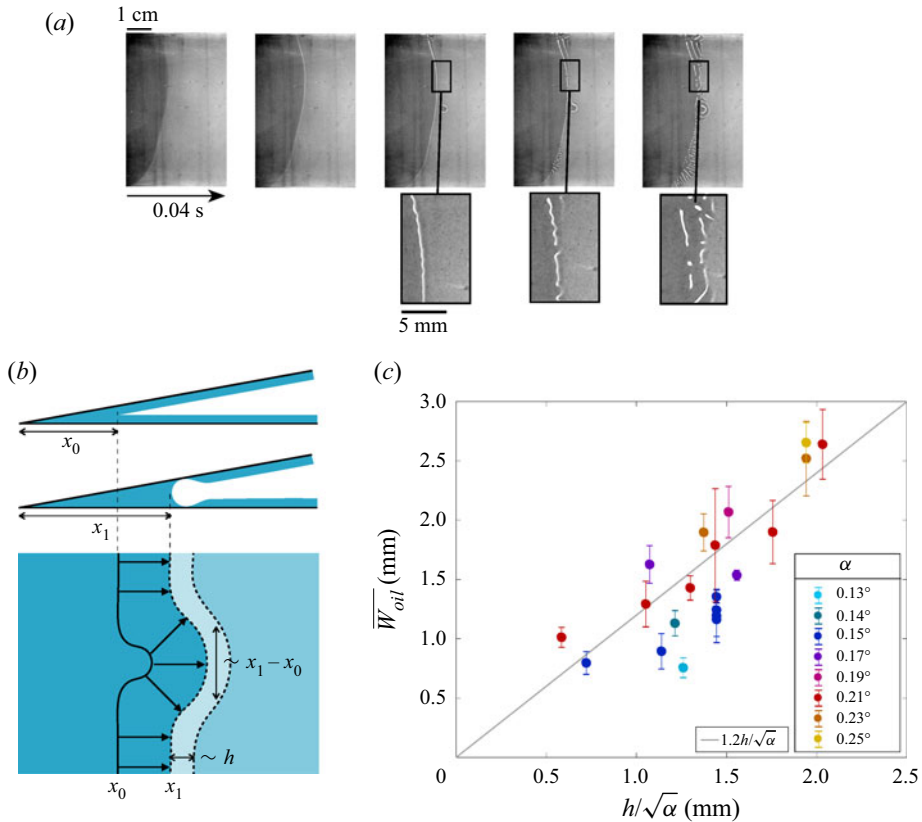 (a)
1 cm
0.04 s
5 mm
(b)
x₀
x₁
~ x₁ – x₀
~ h
x₀
x₁
(c)
3.0
2.5
2.0
1.5
1.0
0.5
0
0.5
1.0
1.5
2.0
2.5
W_oil (mm)
h/√α (mm)
1.2h/√α
α
0.13°
0.14°
0.15°
0.17°
0.19°
0.21°
0.23°
0.25°